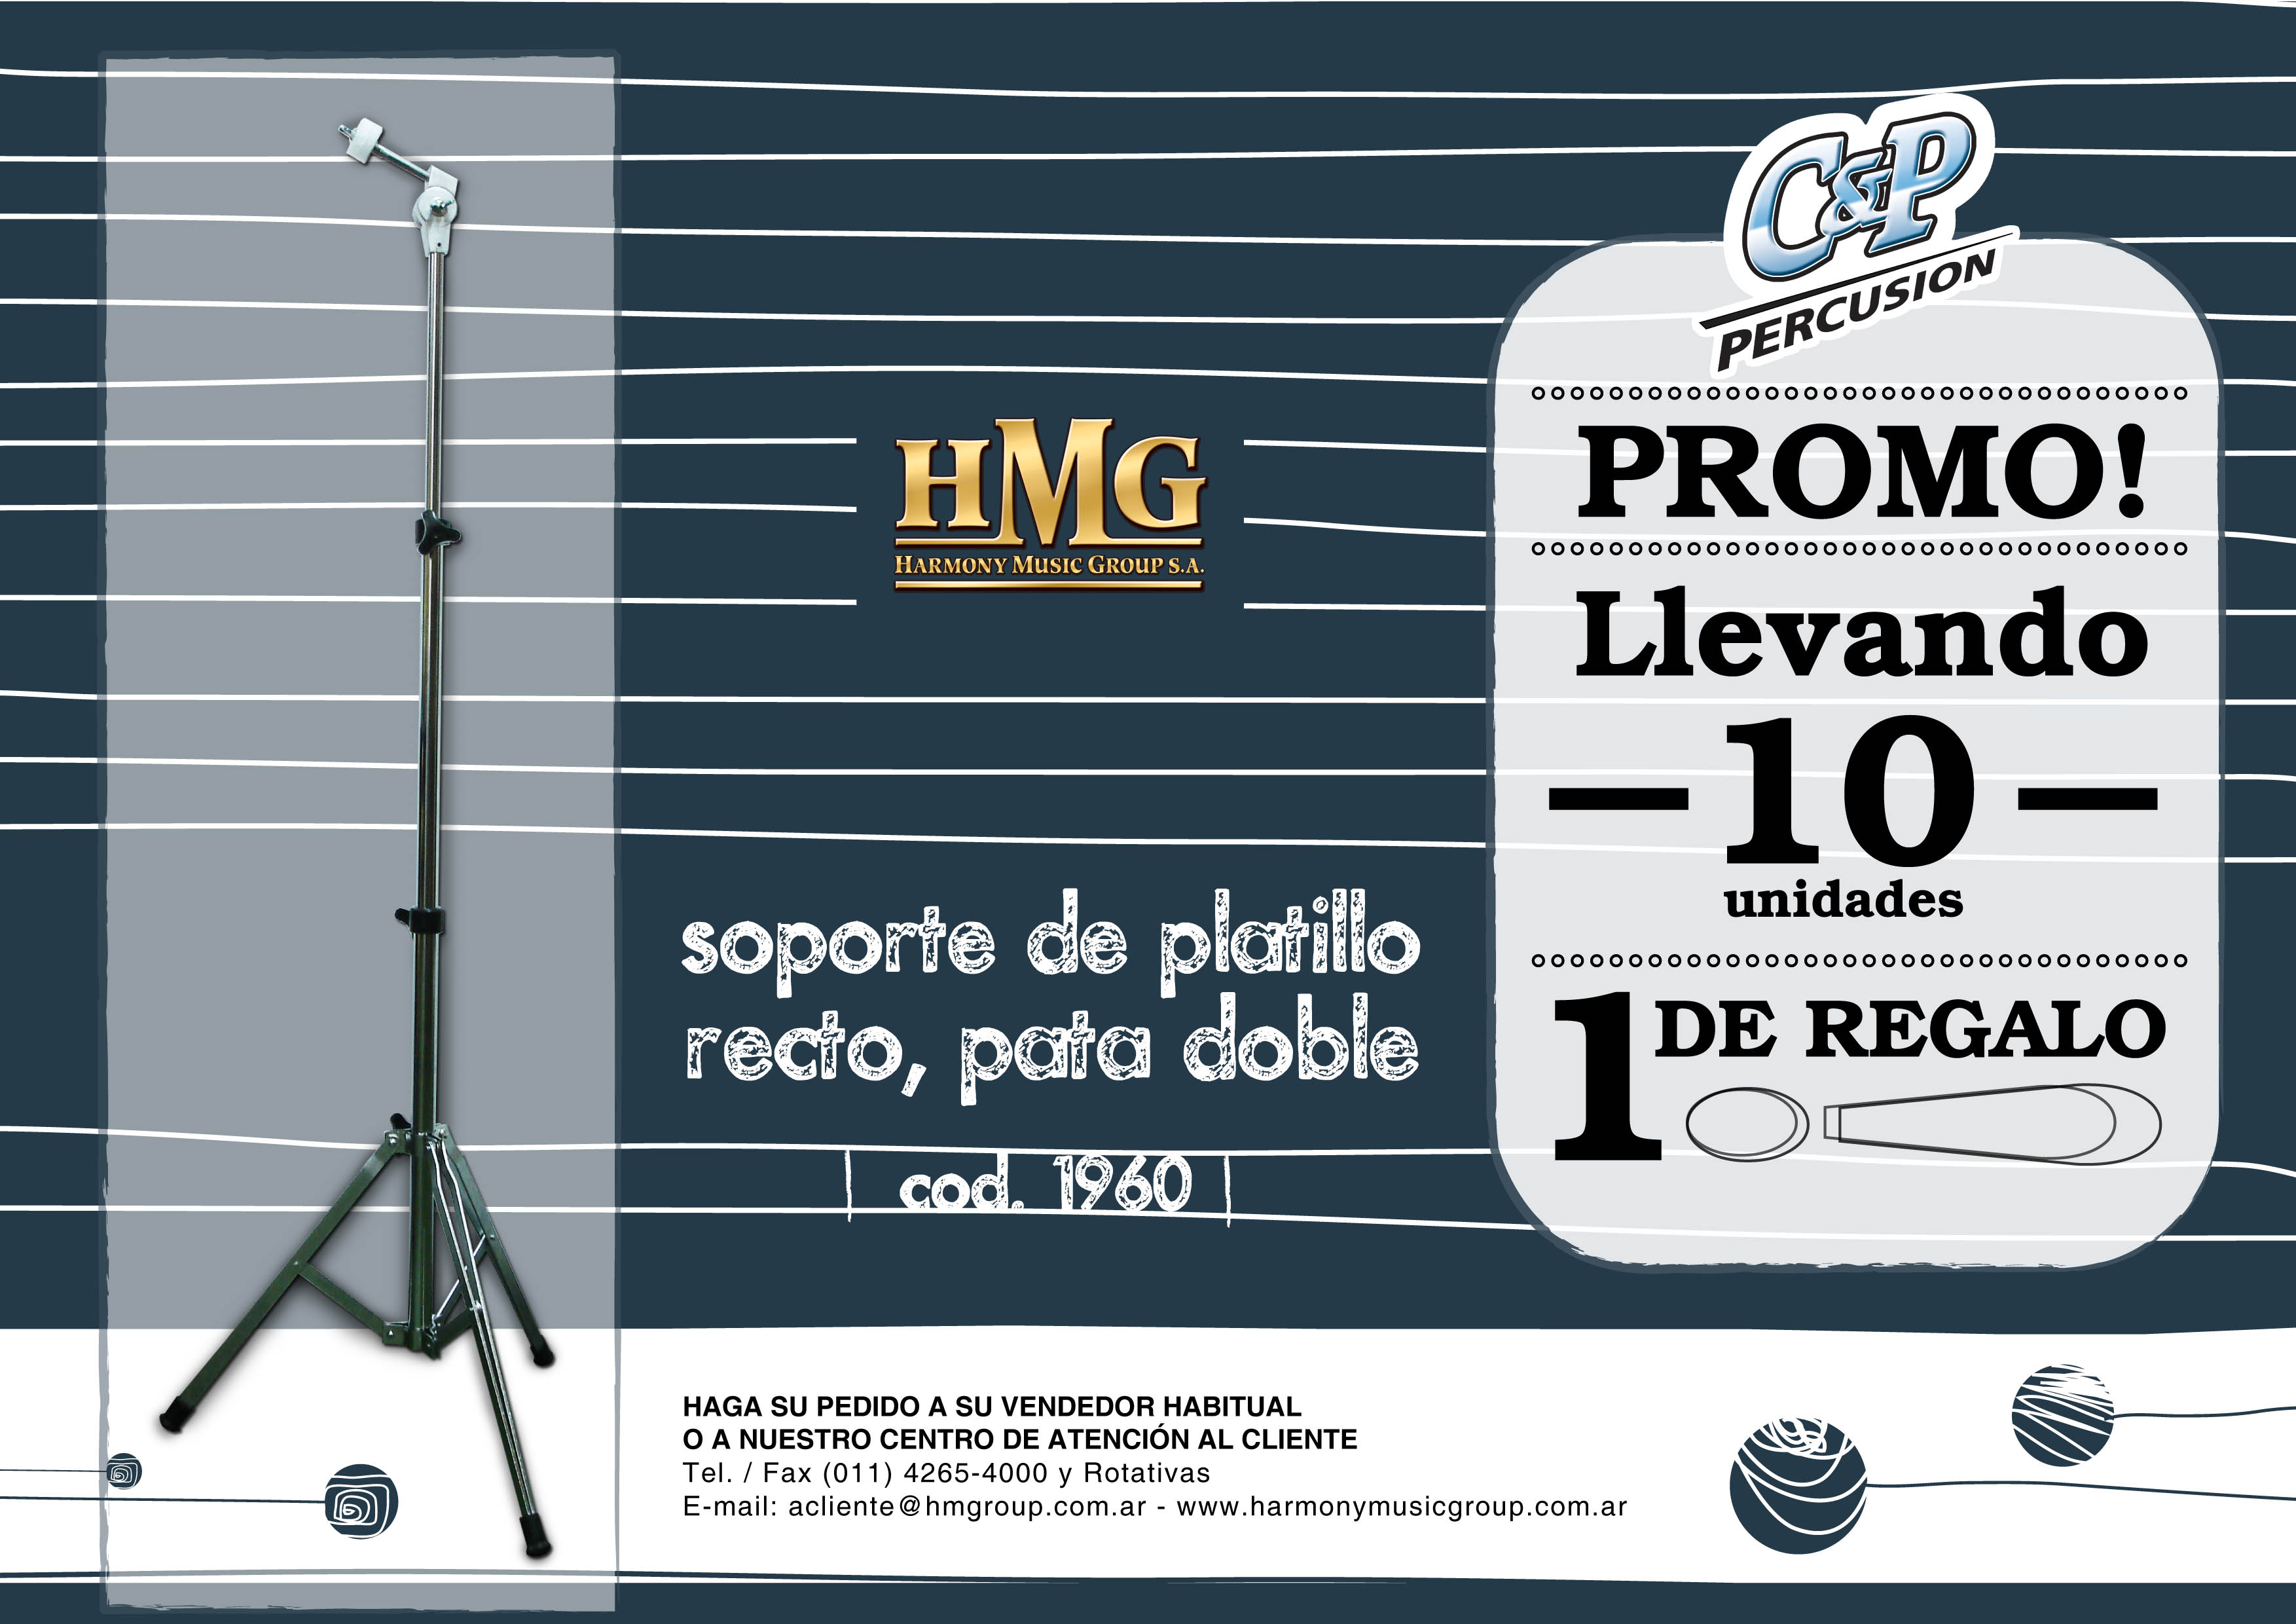 C&P
PERCUSION
PROMO!
Llevando
10
unidades
1 DE REGALO
HMG
HARMONY MUSIC GROUP S.A.
soporte de platillo
recto, pata doble
cod. 1960
HAGA SU PEDIDO A SU VENDEDOR HABITUAL
O A NUESTRO CENTRO DE ATENCIÓN AL CLIENTE
Tel. / Fax (011) 4265-4000 y Rotativas
E-mail: acliente@hmgroup.com.ar - www.harmonymusicgroup.com.ar